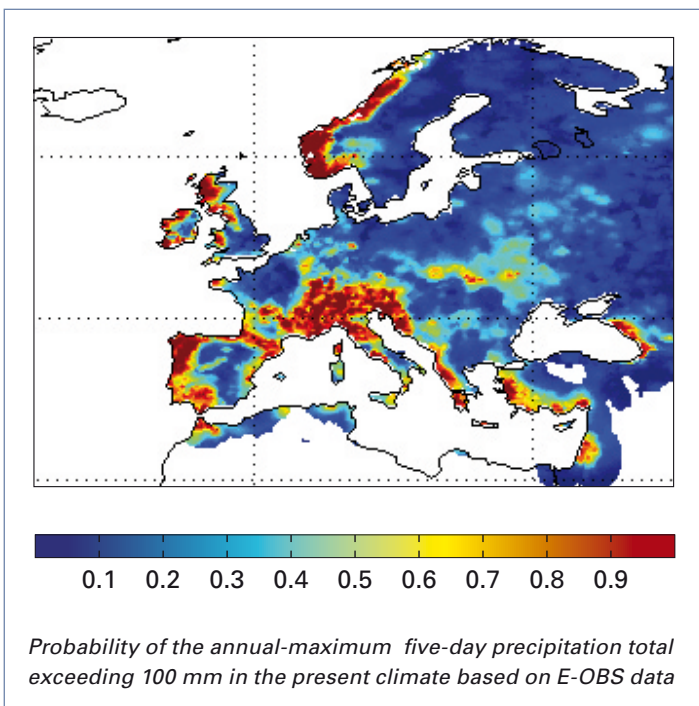 0.1 0.2 0.3 0.4 0.5 0.6 0.7 0.8 0.9
Probability of the annual-maximum five-day precipitation total
exceeding 100 mm in the present climate based on E-OBS data